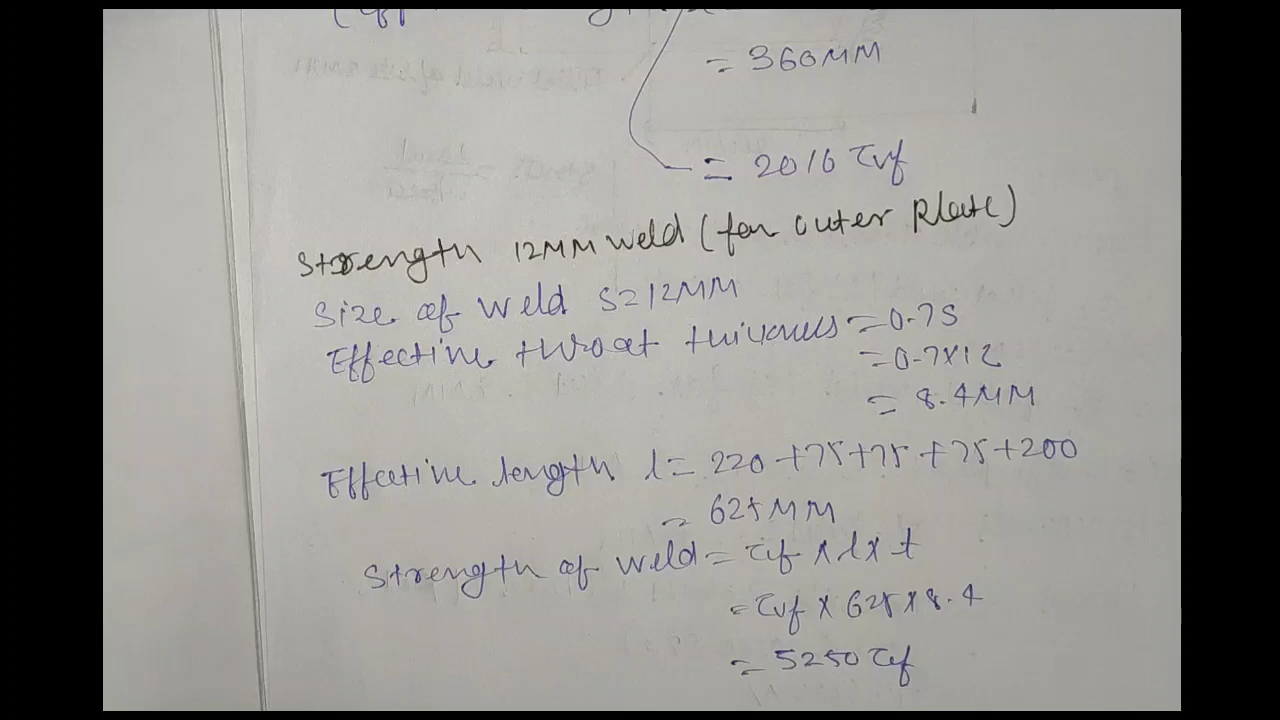 = 360MM
= 2016 τvf
Strength 12MM weld (for outer Plate)
Size of weld S=12MM
Effective throat thickness = 0.7S
= 0.7×12
= 8.4MM
Effective length l = 220 +75+75 +75+200
= 625MM
Strength of weld = τvf × l × t
= τvf × 625 × 8.4
= 5250 τvf